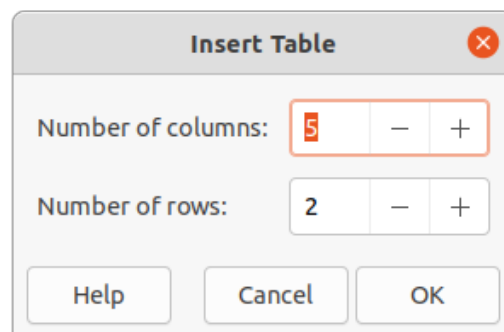 Insert Table
Number of columns: 5
Number of rows: 2
Help Cancel OK